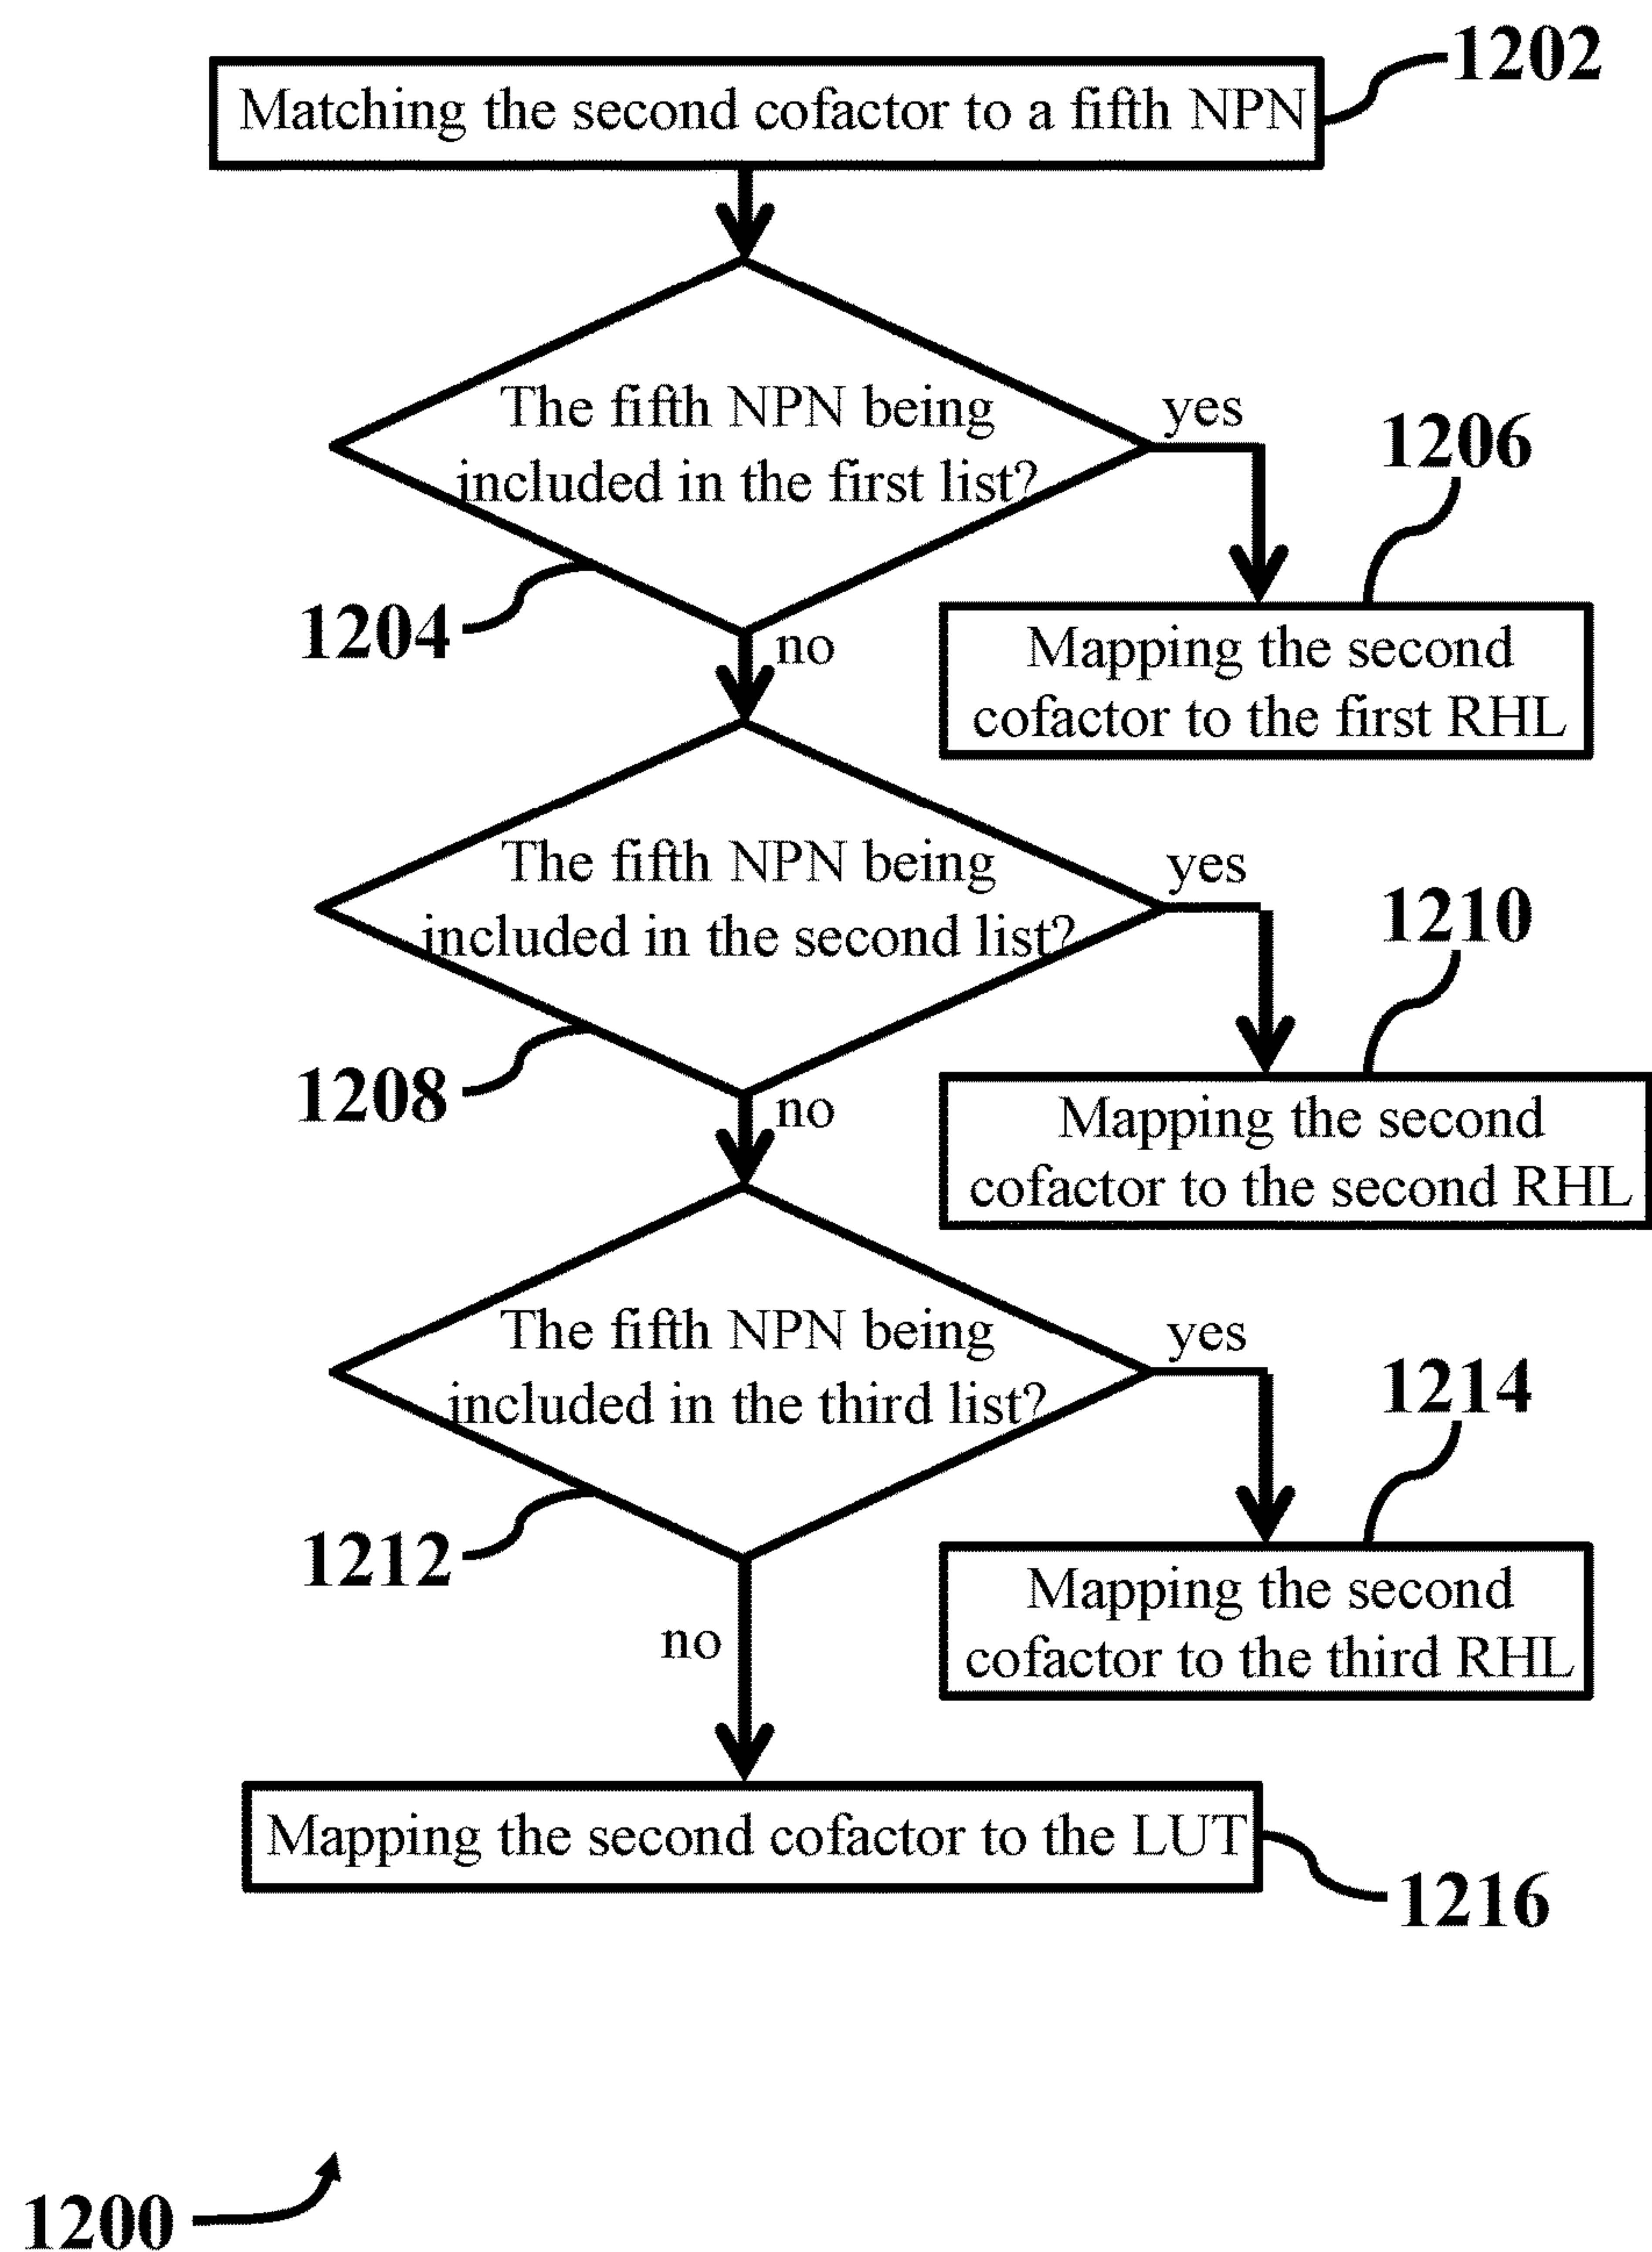 1202
Matching the second cofactor to a fifth NPN
The fifth NPN being
included in the first list?
yes
1206
1204
no
Mapping the second
cofactor to the first RHL
The fifth NPN being
included in the second list?
yes
1210
1208
no
Mapping the second
cofactor to the second RHL
The fifth NPN being
included in the third list?
yes
1214
1212
no
Mapping the second
cofactor to the third RHL
Mapping the second cofactor to the LUT
1216
1200